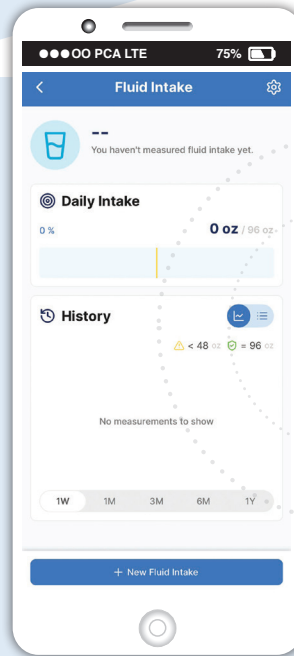 ●●●OO PCA LTE 75%
Fluid Intake
--
You haven't measured fluid intake yet.
Daily Intake
0 % 0 oz / 96 oz
History
< 48 oz = 96 oz
No measurements to show
1W 1M 3M 6M 1Y
+ New Fluid Intake